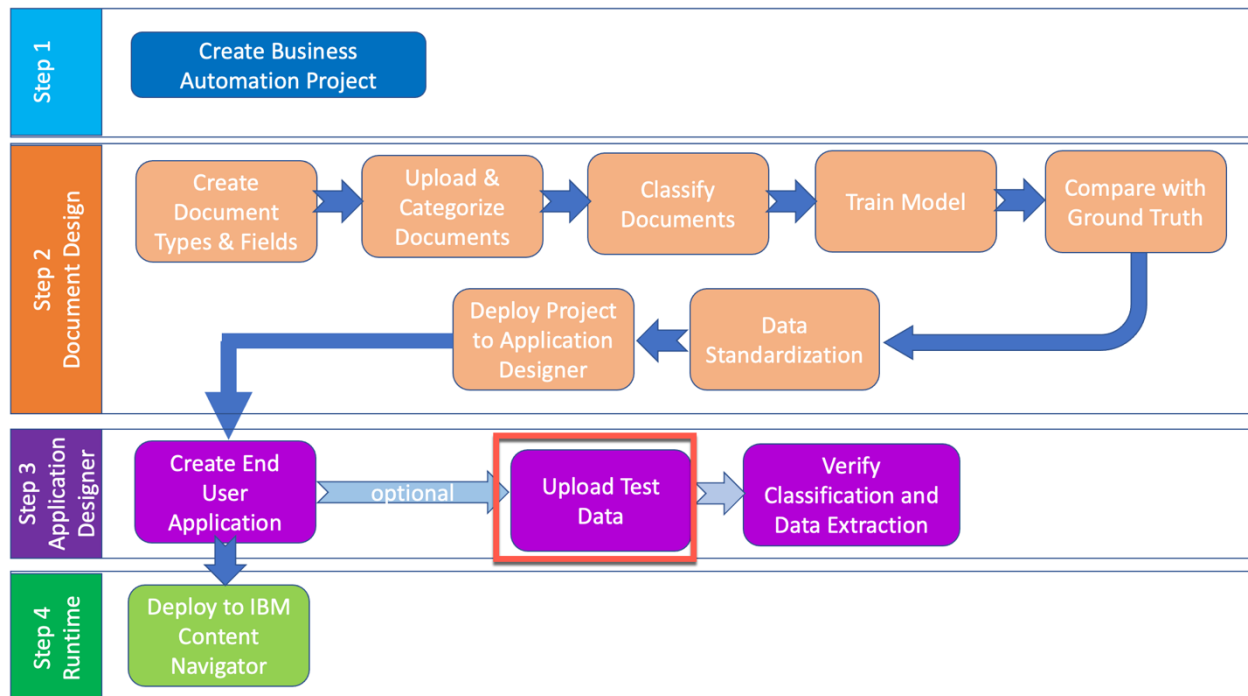 Step 1
Create Business
Automation Project
Step 2
Document Design
Create
Document
Types & Fields
Upload &
Categorize
Documents
Classify
Documents
Train Model
Compare with
Ground Truth
Deploy Project
to Application
Designer
Data
Standardization
Step 3
Application
Designer
Create End
User
Application
optional
Upload Test
Data
Verify
Classification and
Data Extraction
Step 4
Runtime
Deploy to IBM
Content
Navigator